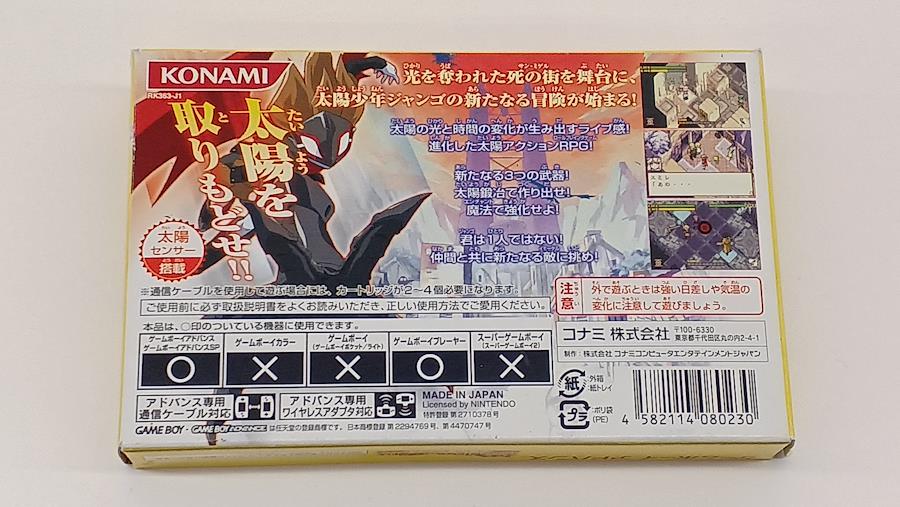 KONAMI
RK363-J1
太陽を
取りもどせ!!
光を奪われた死の街を舞台に、
太陽少年ジャンゴの新たなる冒険が始まる!
太陽の光と時間の変化が生み出すライブ感!
進化した太陽アクションRPG!
新たなる3つの武器!
太陽鍛冶で作り出せ!
魔法で強化せよ!
君は1人ではない!
仲間と共に新たなる敵に挑め!
スミレ
「あの・・・
太陽
センサー
搭載
※通信ケーブルを使用して遊ぶ場合には、カートリッジが2~4個必要になります。
ご使用前に必ず取扱説明書をよくお読みいただき、正しい使用方法でご愛用ください。
注意
外で遊ぶときは強い日差しや気温の
変化に注意して遊びましょう。
本品は、○印のついている機器に使用できます。
ゲームボーイアドバンス
ゲームボーイアドバンスSP
ゲームボーイカラー
ゲームボーイ
(ゲームボーイポケット/ライト)
ゲームボーイプレーヤー
スーパーゲームボーイ
(スーパーゲームボーイ2)
○ × × ○ ×
コナミ 株式会社
〒100-6330
東京都千代田区丸の内2-4-1
制作:株式会社 コナミコンピュータエンタテインメントジャパン
アドバンス専用
通信ケーブル対応
アドバンス専用
ワイヤレスアダプタ対応
MADE IN JAPAN
Licensed by NINTENDO
特許登録 第2710378号
紙
:外箱
:紙トレイ
プラ
:ポリ袋
(PE)
4 582114 080230
GAME BOY・GAME BOY ADVANCE は任天堂の登録商標です。日本商標登録 第2294769号、第4470747号